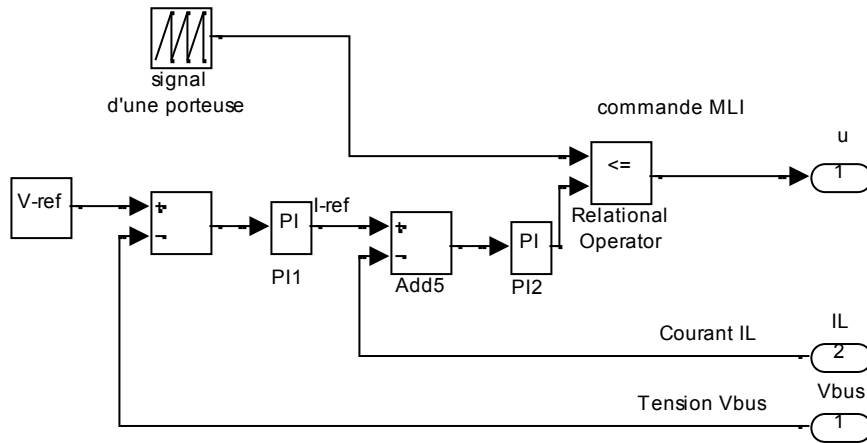 signal
d'une porteuse
commande MLI
u
1
<=
V-ref
+
−
PI
I-ref
PI1
+
−
Add5
PI
PI2
Relational
Operator
Courant IL
IL
2
Tension Vbus
Vbus
1